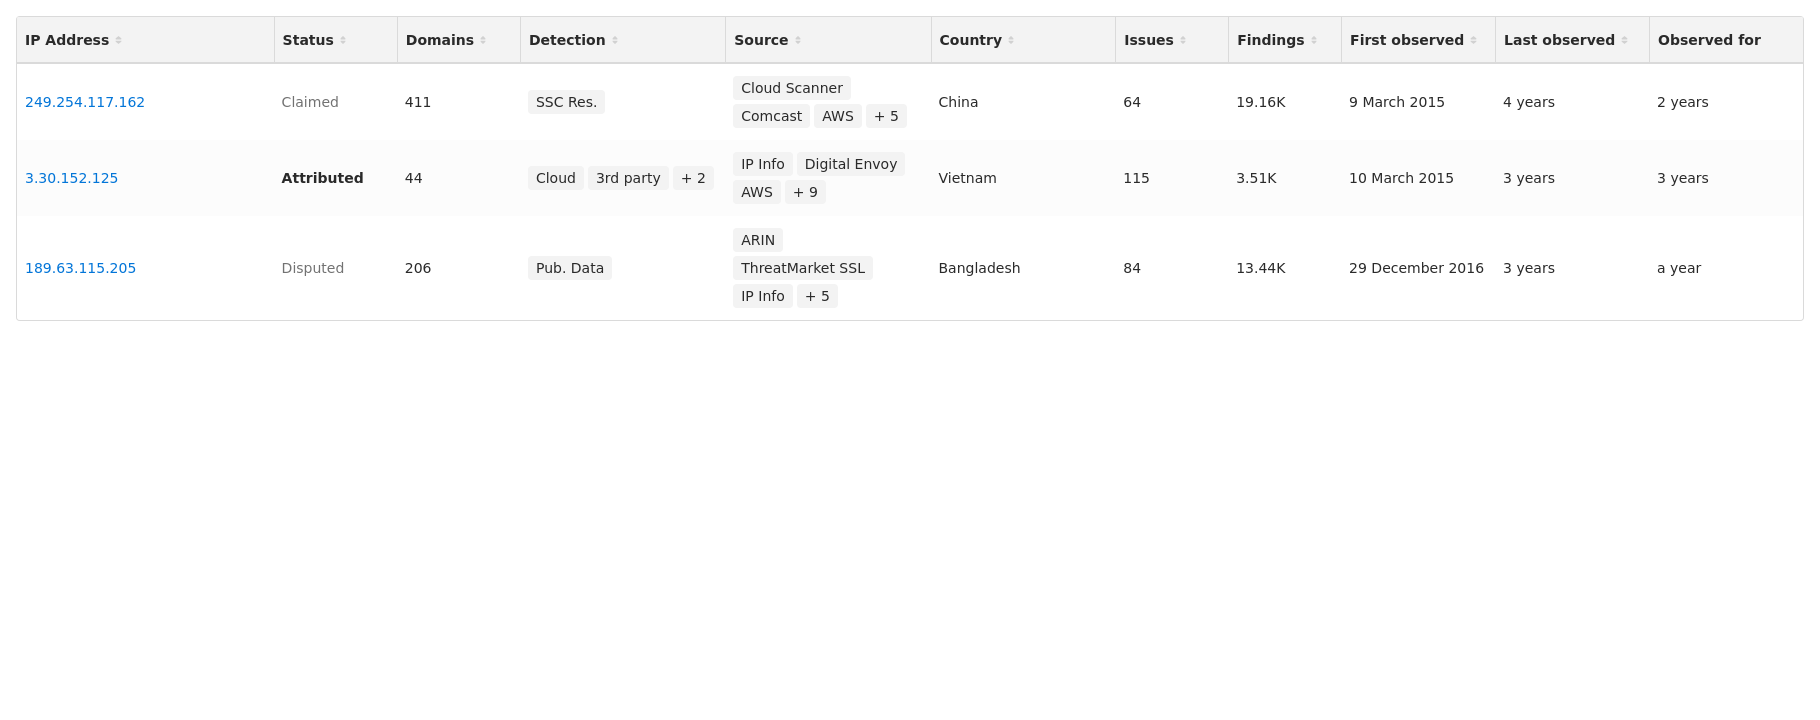 IP Address Status Domains Detection Source Country Issues Findings First observed Last observed Observed for
249.254.117.162 Claimed 411 SSC Res. Cloud Scanner Comcast AWS + 5 China 64 19.16K 9 March 2015 4 years 2 years
3.30.152.125 Attributed 44 Cloud 3rd party + 2 IP Info Digital Envoy AWS + 9 Vietnam 115 3.51K 10 March 2015 3 years 3 years
189.63.115.205 Disputed 206 Pub. Data ARIN ThreatMarket SSL IP Info + 5 Bangladesh 84 13.44K 29 December 2016 3 years a year